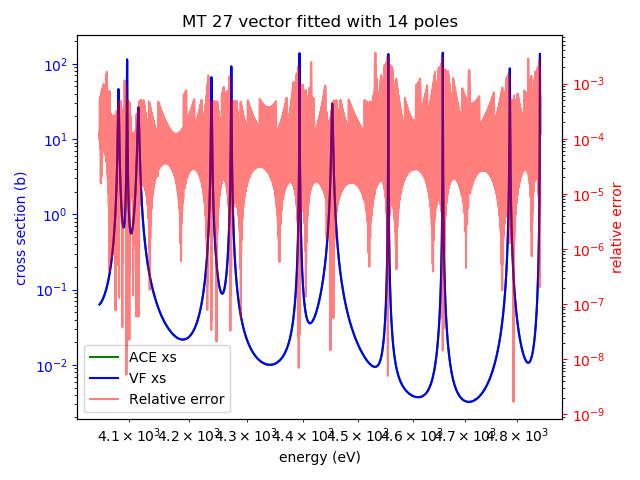 MT 27 vector fitted with 14 poles
cross section (b)
10²
10¹
10⁰
10⁻¹
10⁻²
10⁻³
10⁻⁴
10⁻⁵
10⁻⁶
10⁻⁷
10⁻⁸
10⁻⁹
relative error
ACE xs
VF xs
Relative error
4.1 × 10³ 4.2 × 10³ 4.3 × 10³ 4.4 × 10³ 4.5 × 10³ 4.6 × 10³ 4.7 × 10³ 4.8 × 10³
energy (eV)